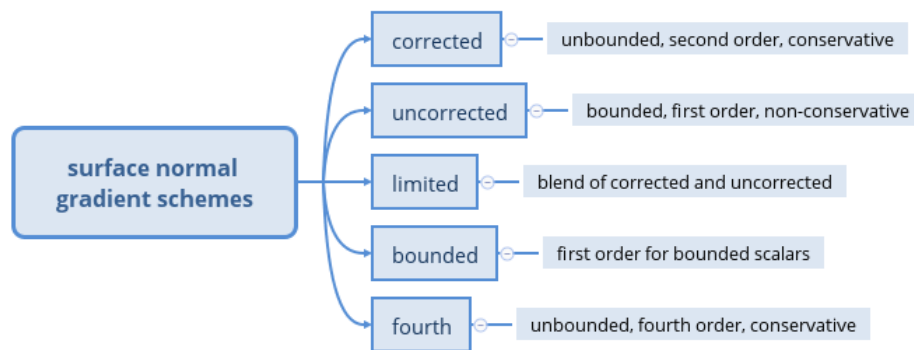 surface normal
gradient schemes
corrected
unbounded, second order, conservative
uncorrected
bounded, first order, non-conservative
limited
blend of corrected and uncorrected
bounded
first order for bounded scalars
fourth
unbounded, fourth order, conservative